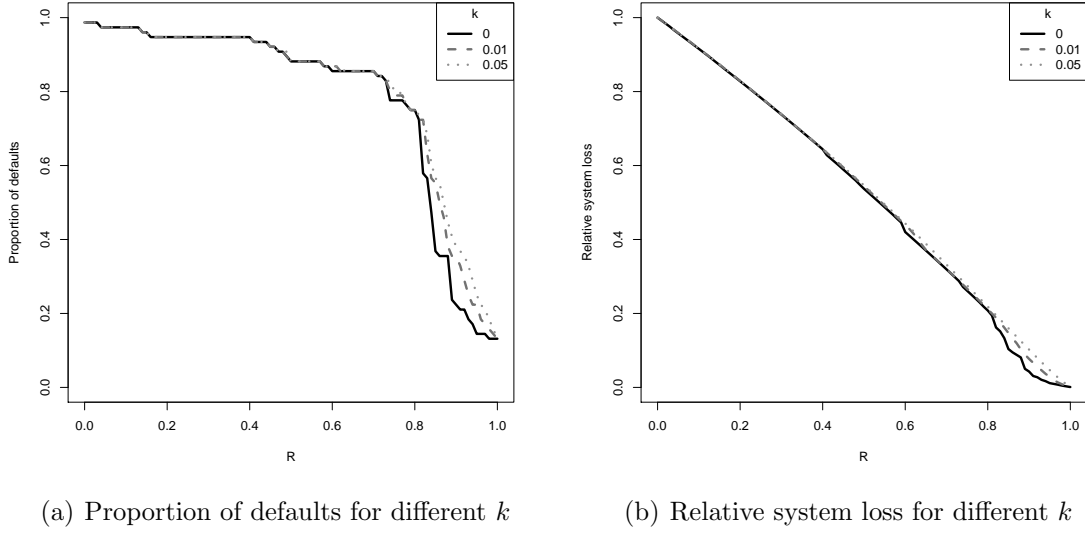 k
0
0.01
0.05
1.0
0.8
0.6
0.4
0.2
0.0
Proportion of defaults
0.0 0.2 0.4 0.6 0.8 1.0
R
(a) Proportion of defaults for different k
k
0
0.01
0.05
1.0
0.8
0.6
0.4
0.2
0.0
Relative system loss
0.0 0.2 0.4 0.6 0.8 1.0
R
(b) Relative system loss for different k